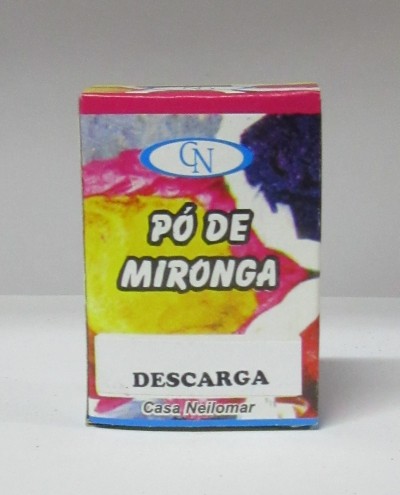 CN
PÓ DE
MIRONGA
DESCARGA
Casa Neilomar